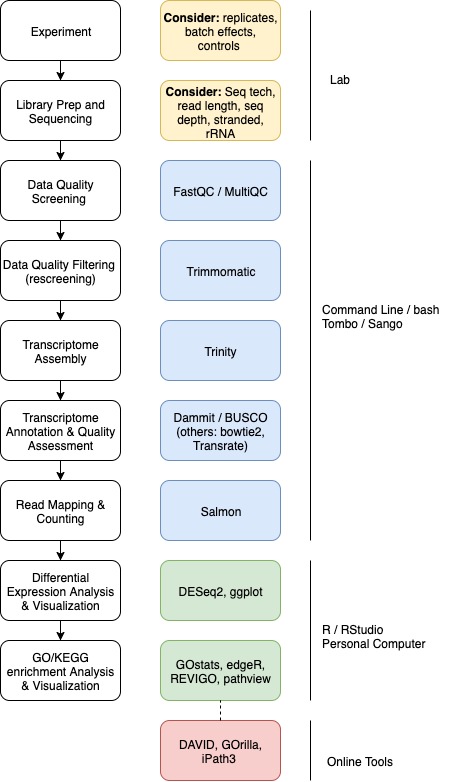 Experiment
Consider: replicates,
batch effects,
controls
Library Prep and
Sequencing
Consider: Seq tech,
read length, seq
depth, stranded,
rRNA
Lab
Data Quality
Screening
FastQC / MultiQC
Data Quality Filtering
(rescreening)
Trimmomatic
Transcriptome
Assembly
Trinity
Command Line / bash
Tombo / Sango
Transcriptome
Annotation & Quality
Assessment
Dammit / BUSCO
(others: bowtie2,
Transrate)
Read Mapping &
Counting
Salmon
Differential
Expression Analysis
& Visualization
DESeq2, ggplot
GO/KEGG
enrichment Analysis
& Visualization
GOstats, edgeR,
REVIGO, pathview
R / RStudio
Personal Computer
DAVID, GOrilla,
iPath3
Online Tools